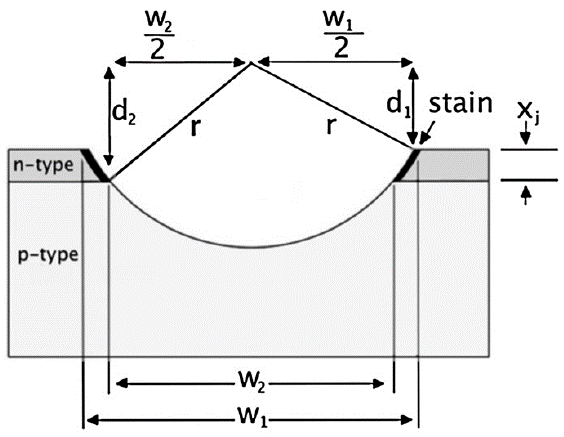 W₂/2
W₁/2
d₂
r
r
d₁
stain
xⱼ
n-type
p-type
W₂
W₁